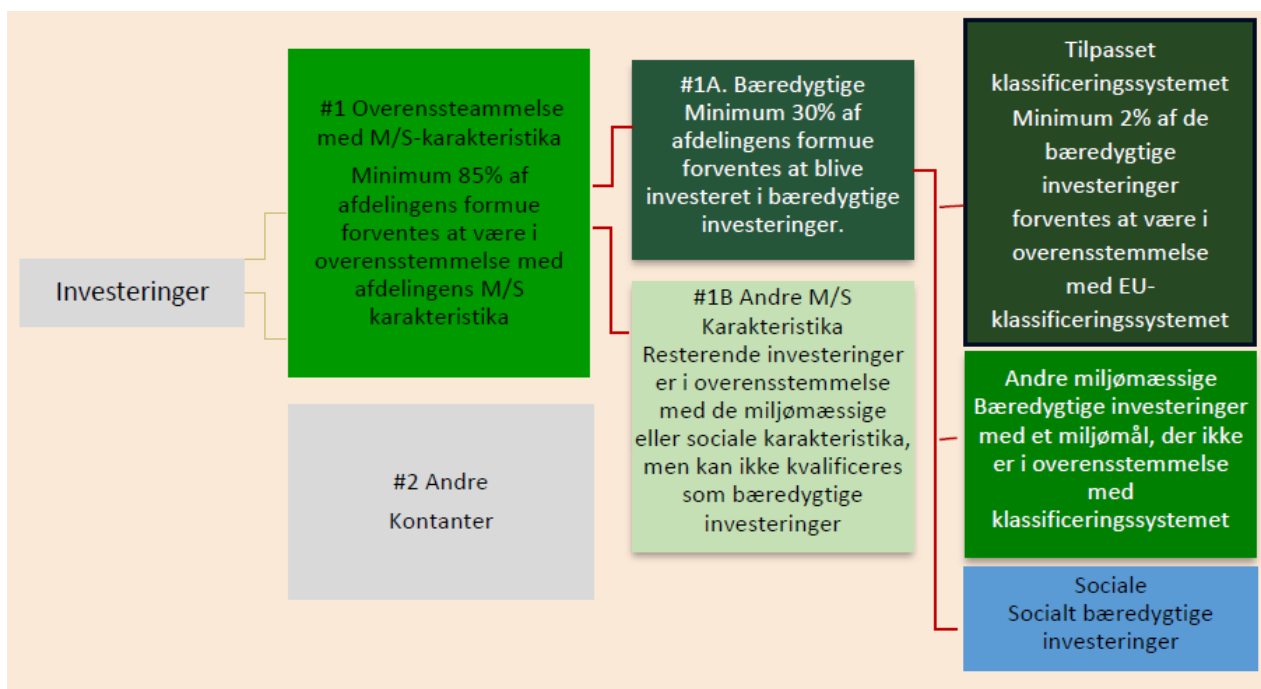 Investeringer
#1 Overenssteammelse
med M/S-karakteristika
Minimum 85% af
afdelingens formue
forventes at være i
overensstemmelse med
afdelingens M/S
karakteristika
#2 Andre
Kontanter
#1A. Bæredygtige
Minimum 30% af
afdelingens formue
forventes at blive
investeret i bæredygtige
investeringer.
#1B Andre M/S
Karakteristika
Resterende investeringer
er i overensstemmelse
med de miljømæssige
eller sociale karakteristika,
men kan ikke kvalificeres
som bæredygtige
investeringer
Tilpasset
klassificeringssystemet
Minimum 2% af de
bæredygtige
investeringer
forventes at være i
overensstemmelse
med EU-
klassificeringssystemet
Andre miljømæssige
Bæredygtige investeringer
med et miljømål, der ikke
er i overensstemmelse
med
klassificeringssystemet
Sociale
Socialt bæredygtige
investeringer